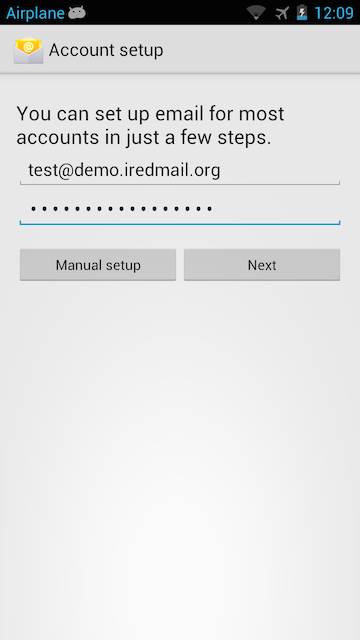 Airplane 12:09
Account setup
You can set up email for most
accounts in just a few steps.
test@demo.iredmail.org
•••••••••••••••••
Manual setup Next